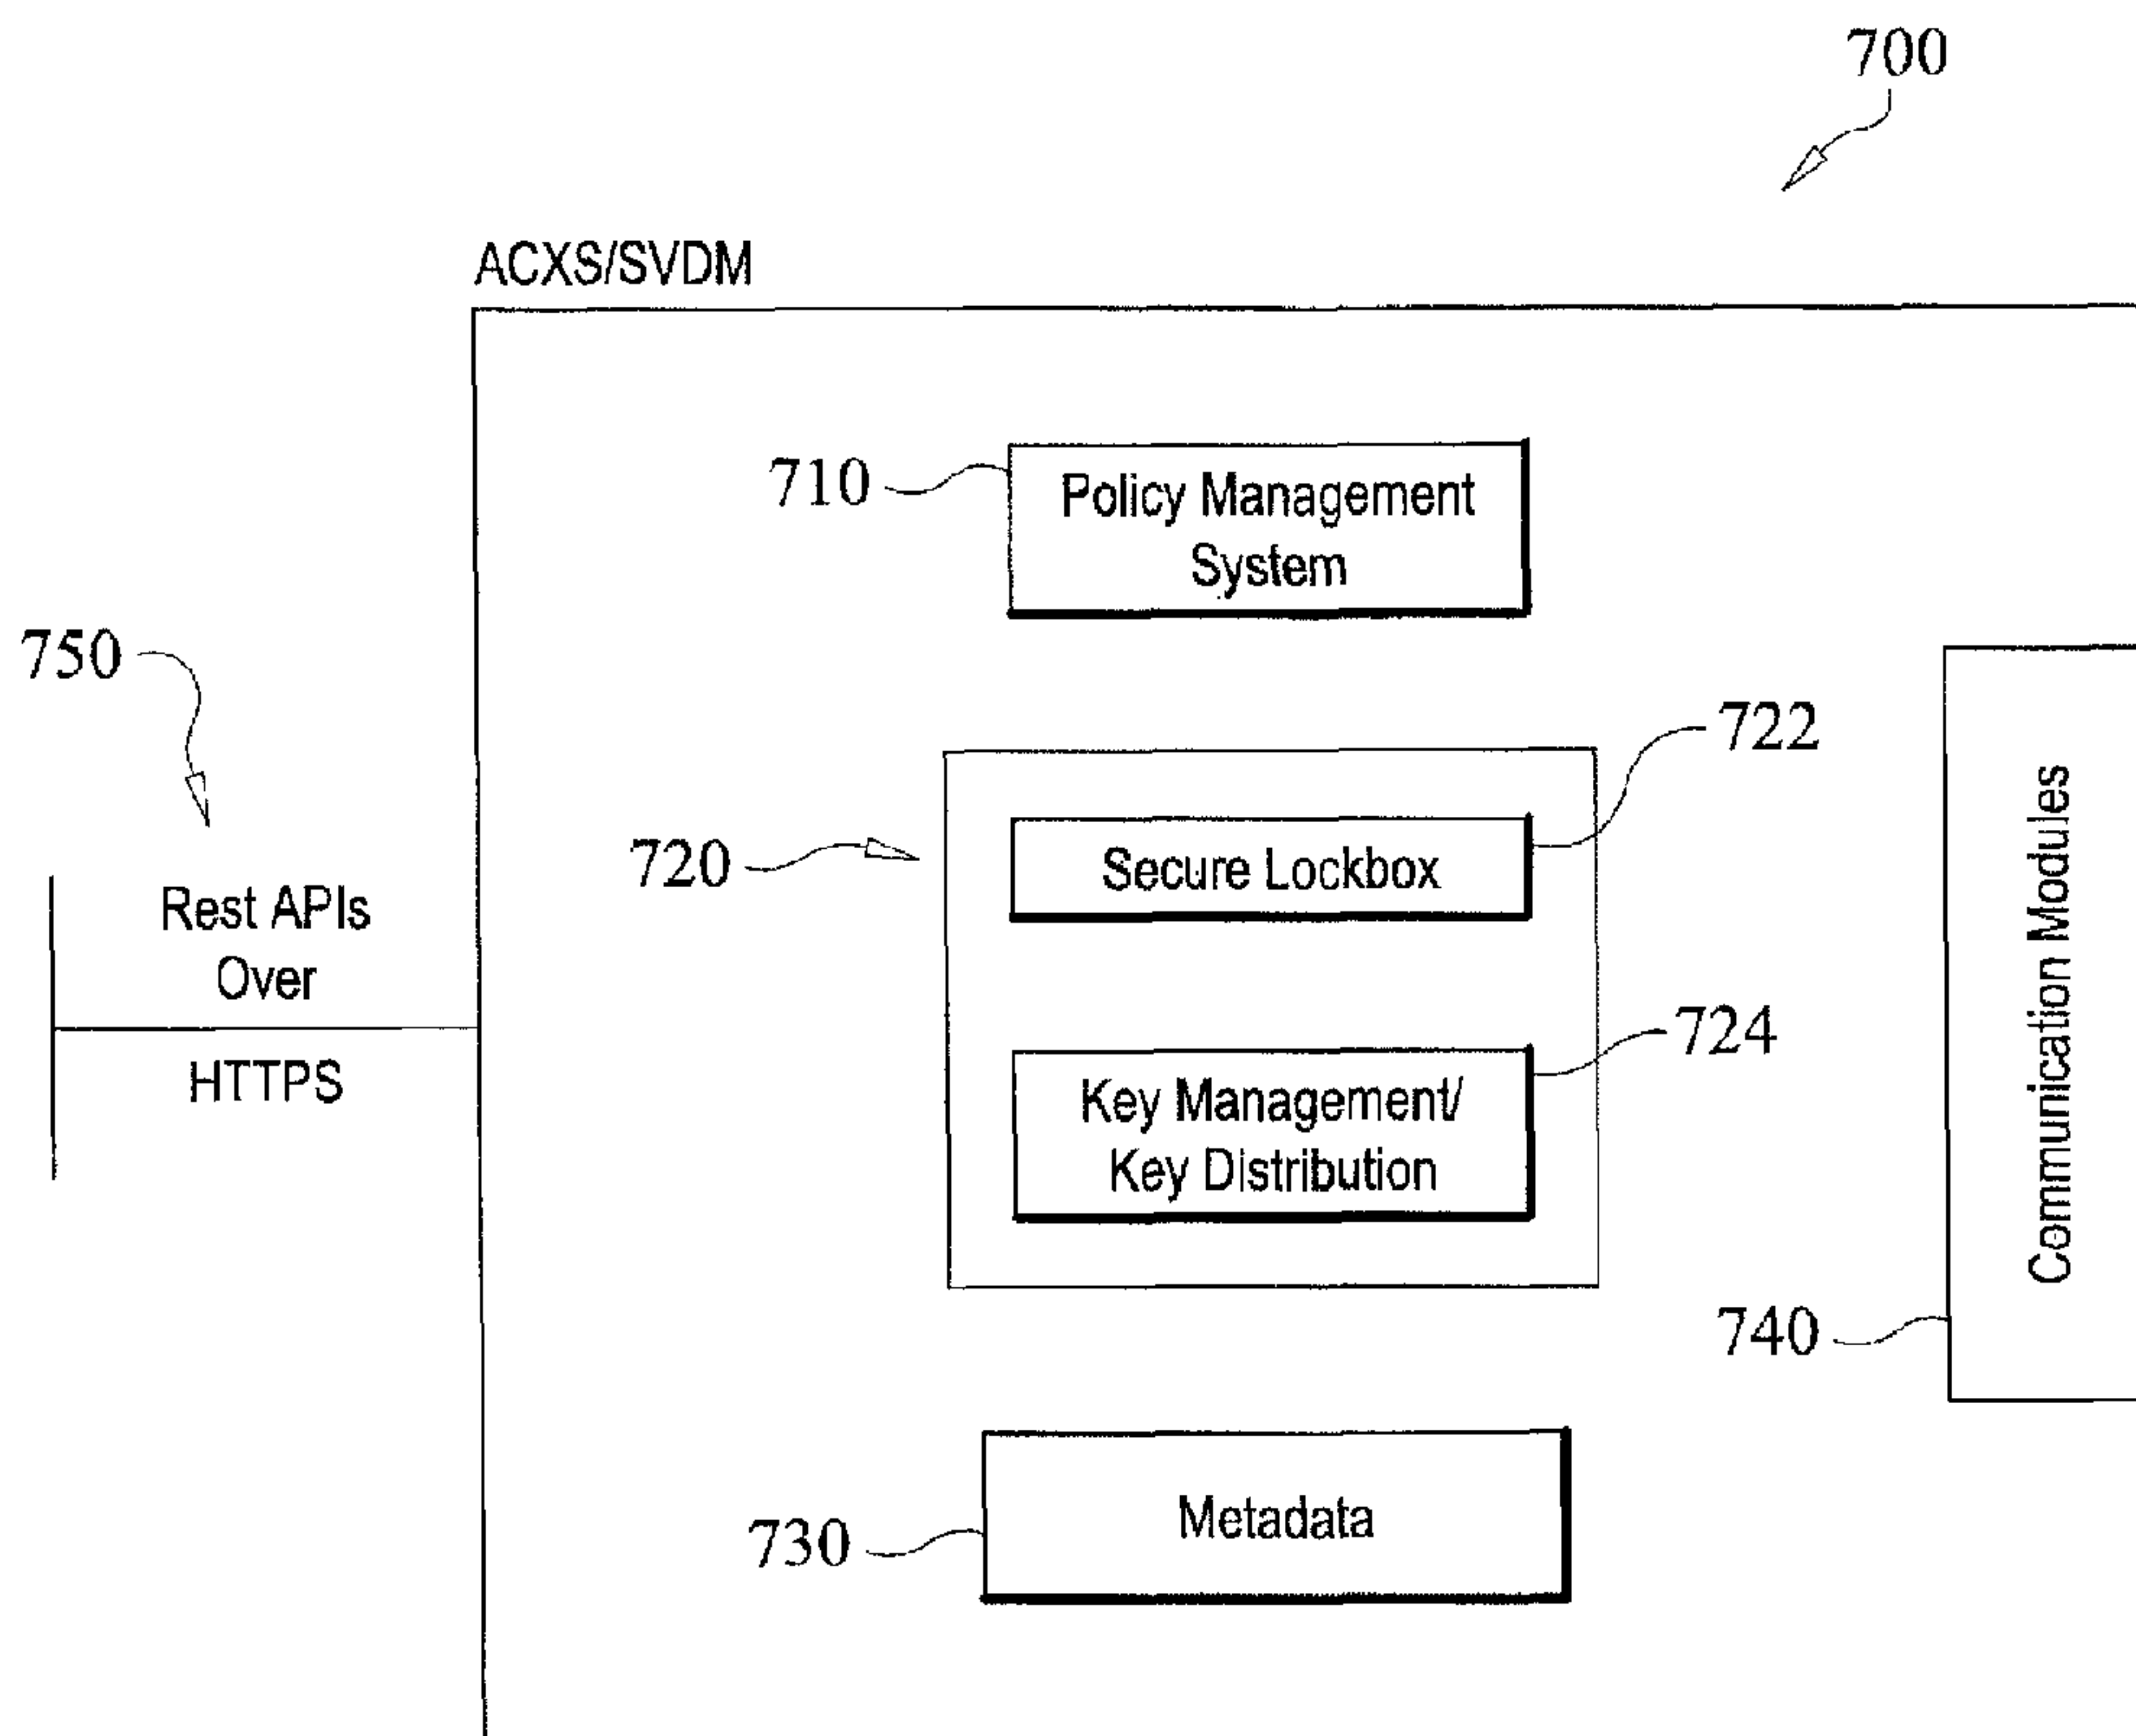 700
ACXS/SVDM
710
Policy Management
System
750
722
720
Secure Lockbox
Rest APIs
Over
HTTPS
724
Key Management/
Key Distribution
Communication Modules
740
730
Metadata